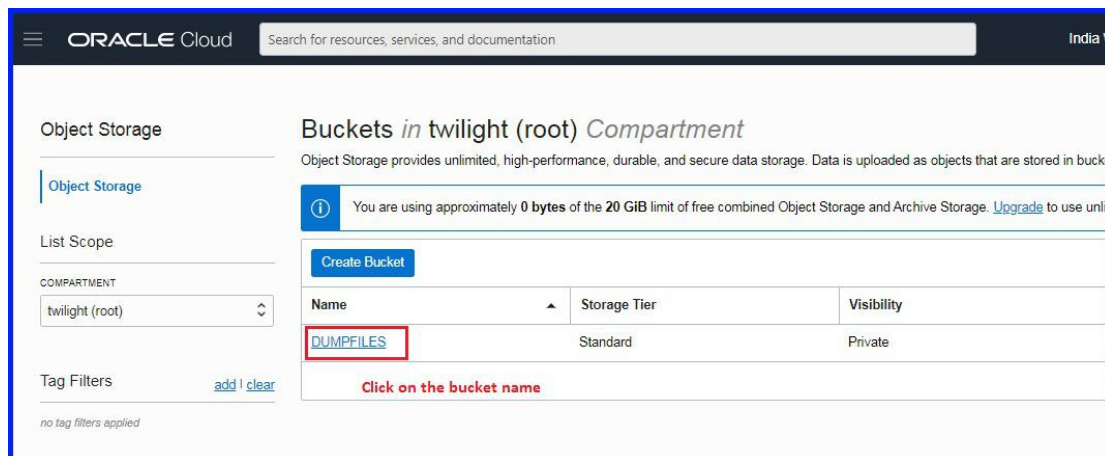 ORACLE Cloud
Search for resources, services, and documentation
India
Object Storage
Object Storage
List Scope
COMPARTMENT
twilight (root)
Tag Filters
add | clear
no tag filters applied
Buckets in twilight (root) Compartment
Object Storage provides unlimited, high-performance, durable, and secure data storage. Data is uploaded as objects that are stored in buck
You are using approximately 0 bytes of the 20 GiB limit of free combined Object Storage and Archive Storage. Upgrade to use unli
Create Bucket
Name Storage Tier Visibility
DUMPFILES Standard Private
Click on the bucket name